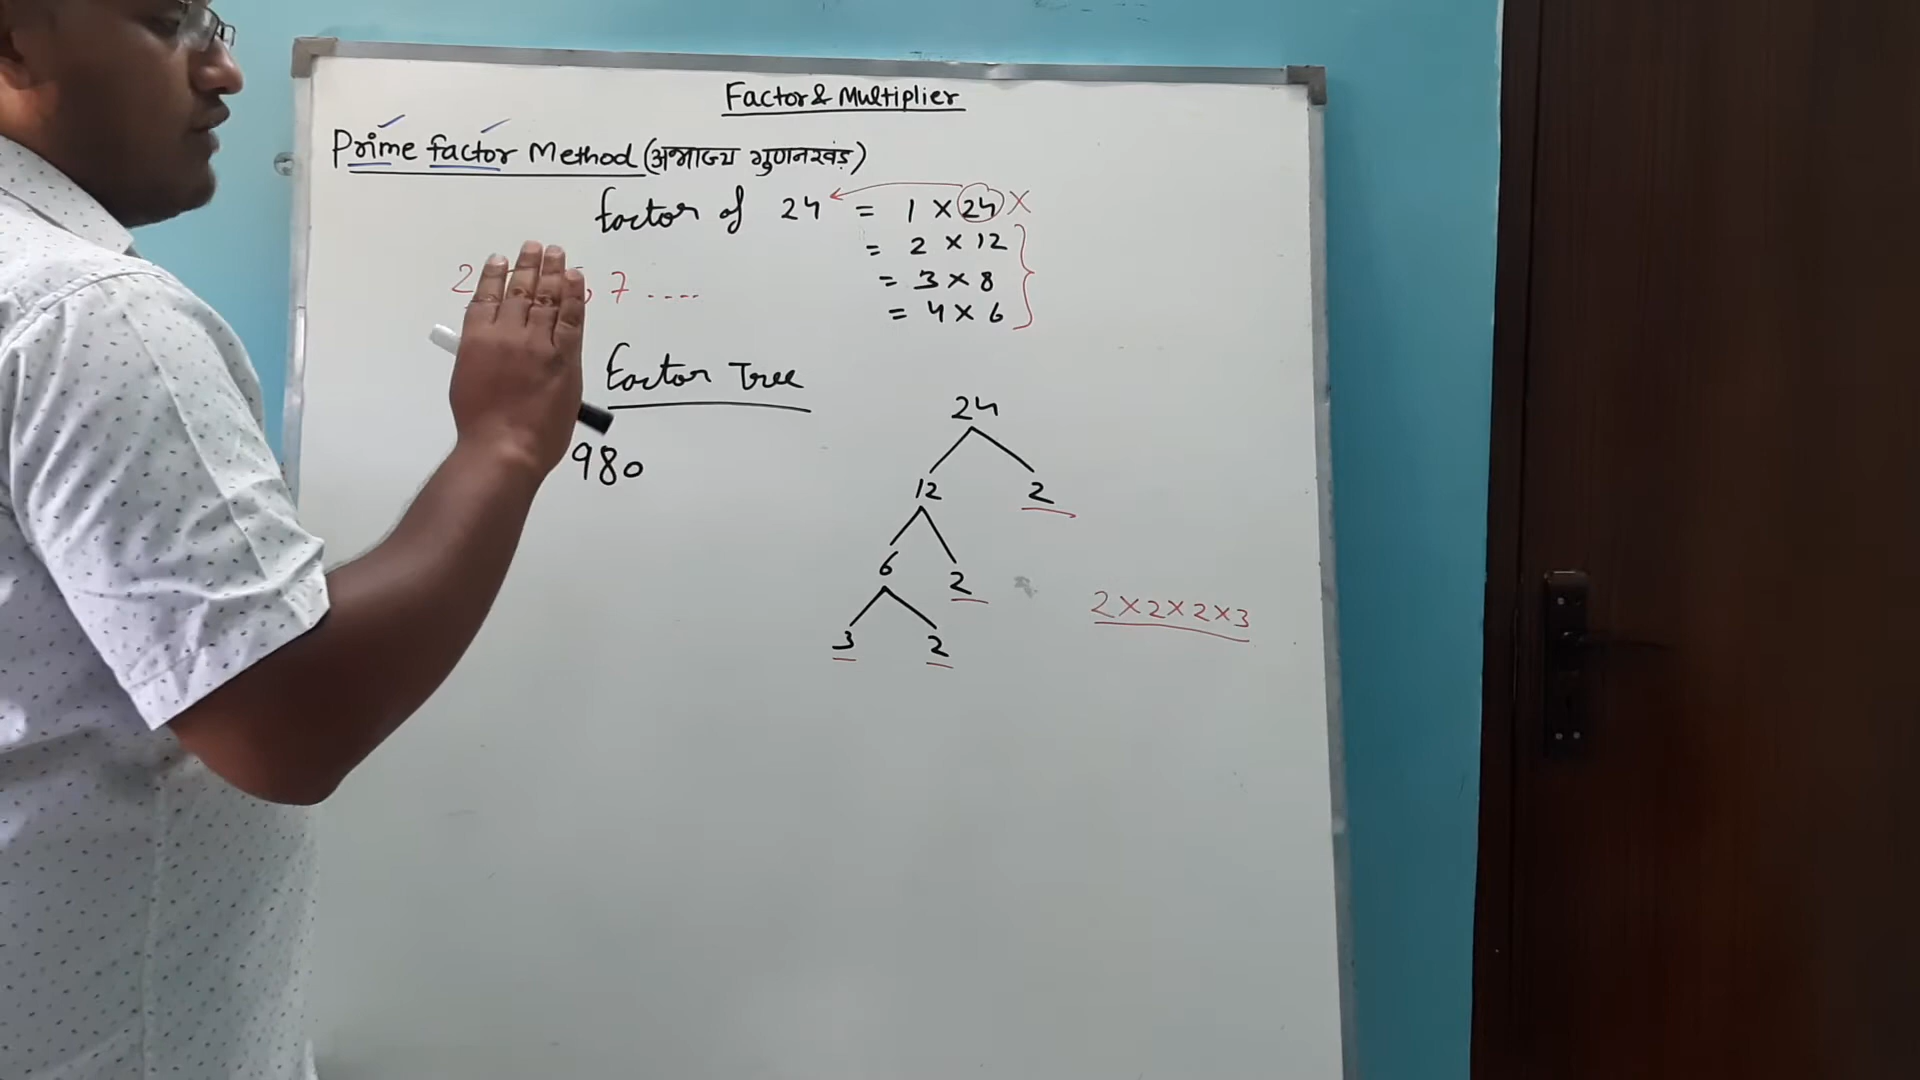 Factor & Multiplier
Prime factor Method (अभाज्य गुणनखंड)
factor of 24 = 1 × 24 ×
= 2 × 12
= 3 × 8
= 4 × 6
2 , 7 ....
Factor Tree
24
980
12 2
6 2
2×2×2×3
3 2